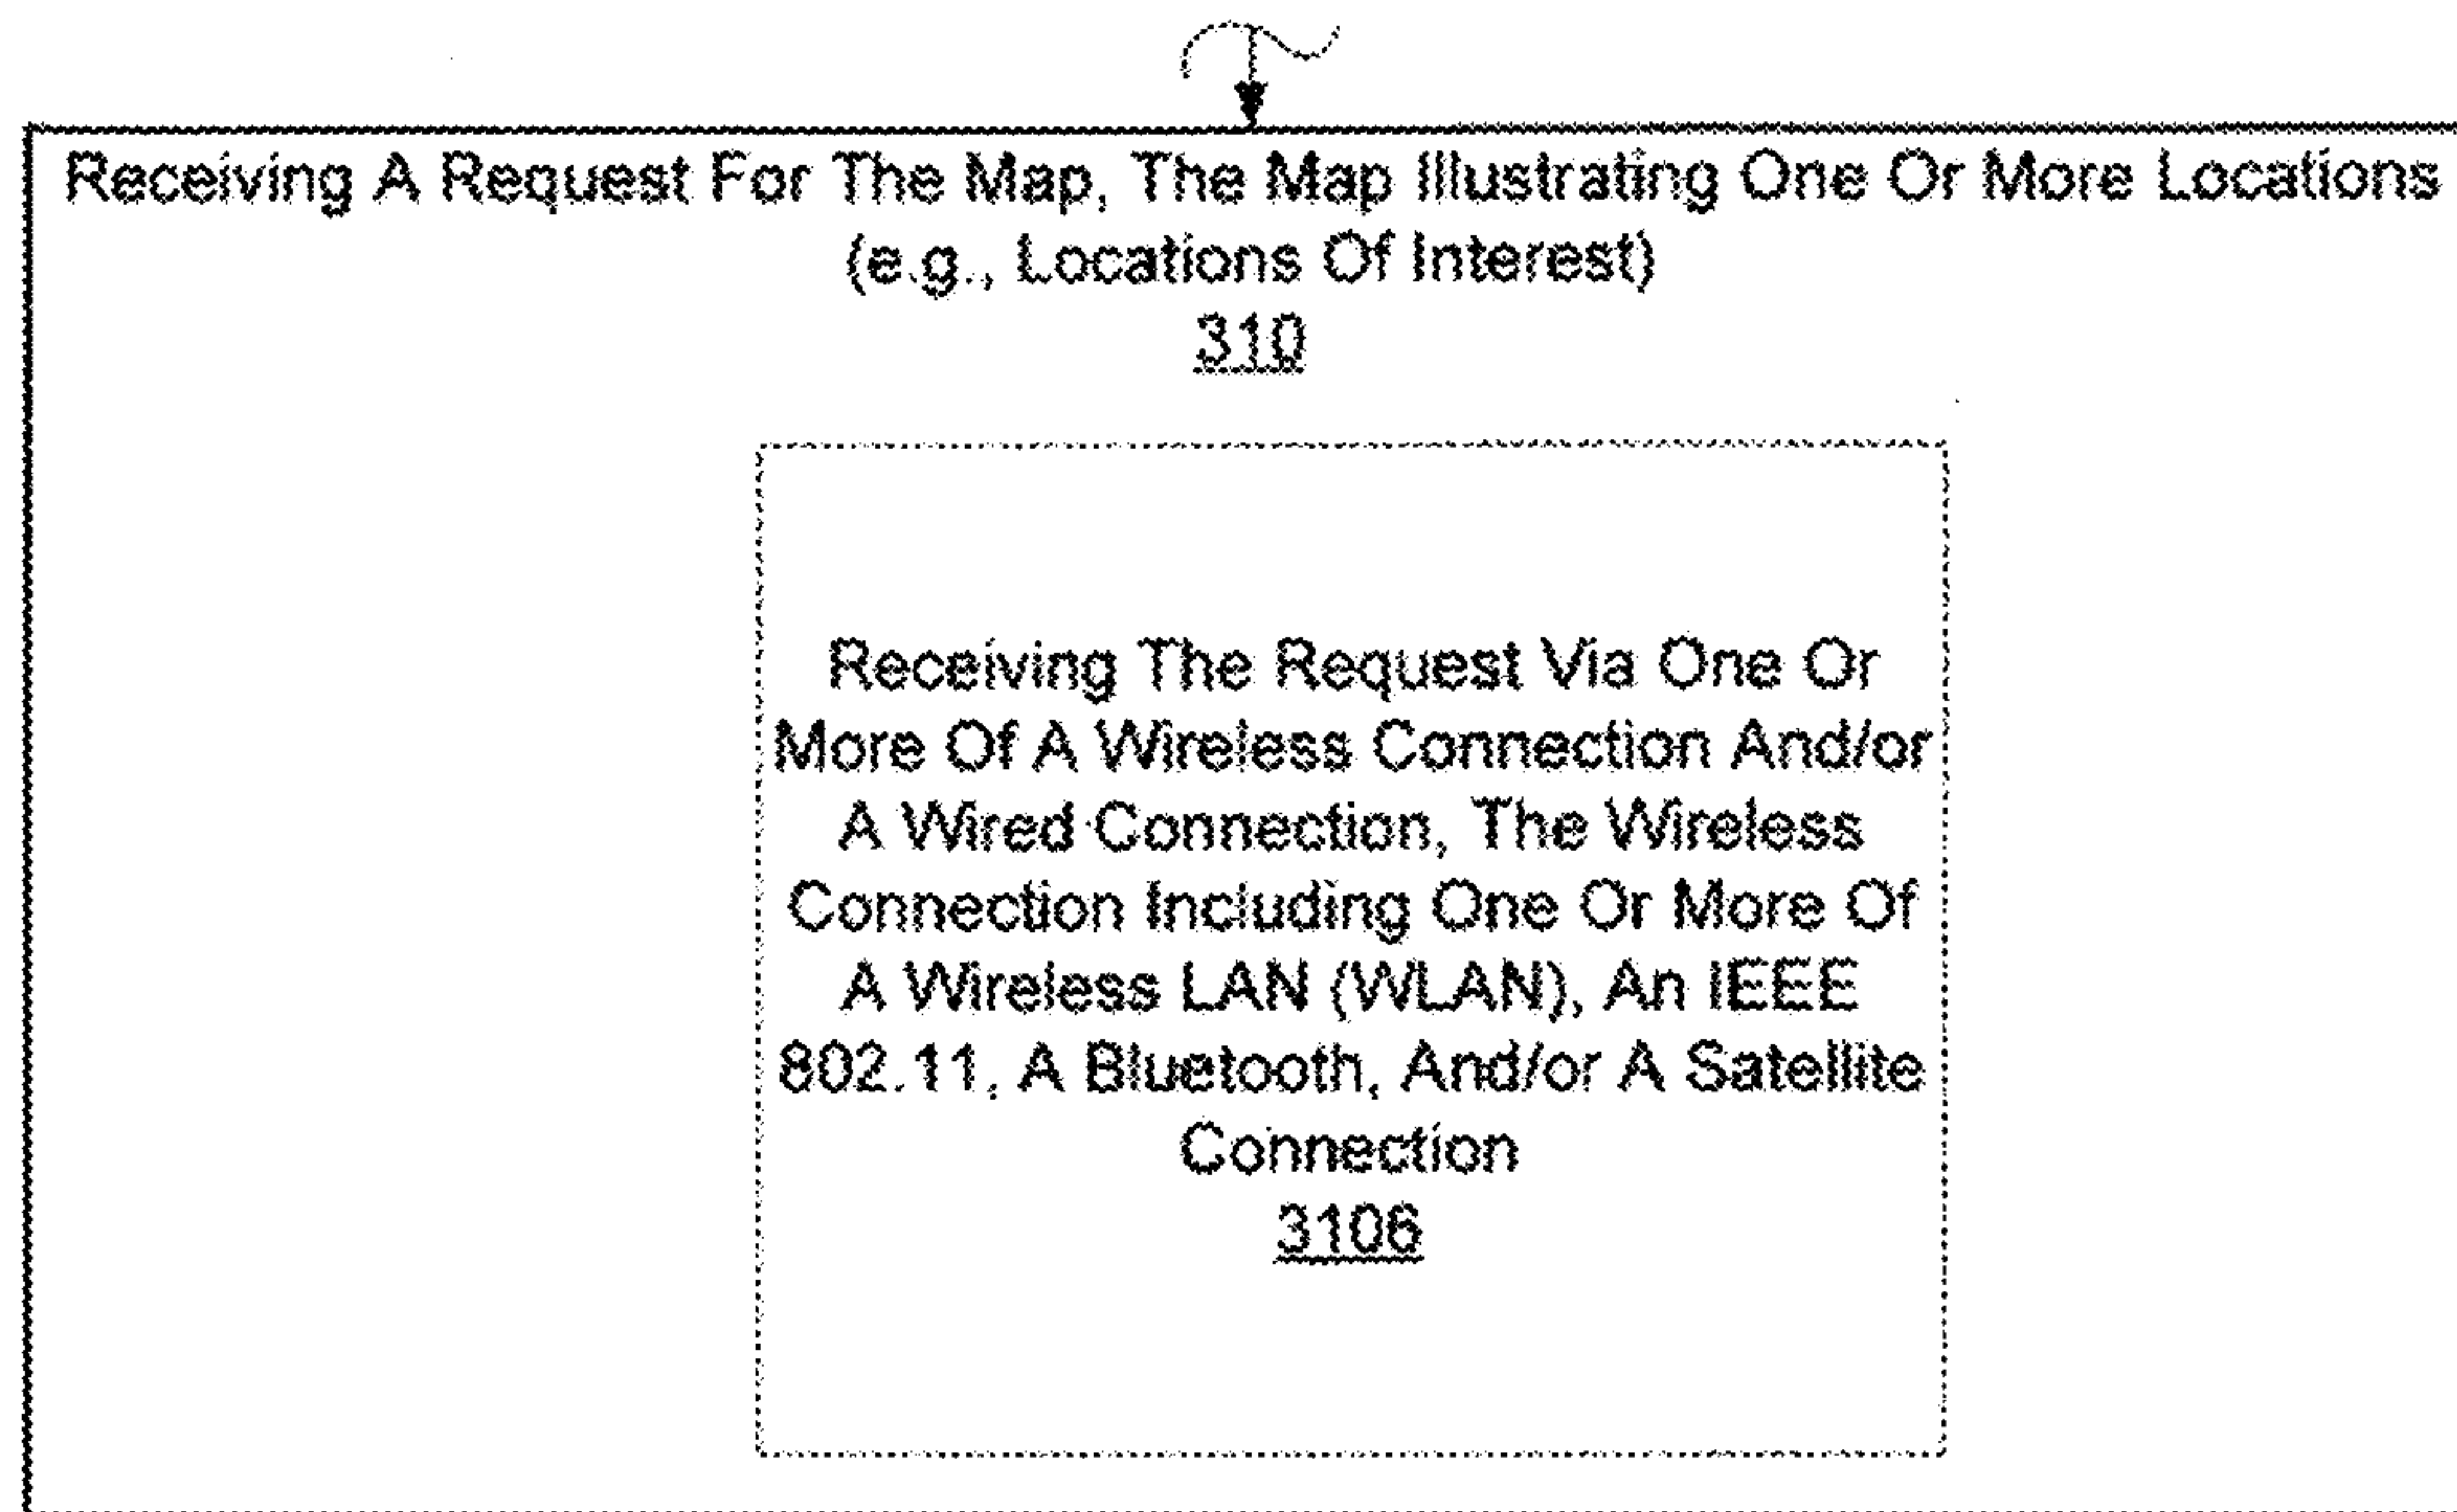 Receiving A Request For The Map, The Map Illustrating One Or More Locations
(e.g., Locations Of Interest)
310
Receiving The Request Via One Or
More Of A Wireless Connection And/or
A Wired Connection, The Wireless
Connection Including One Or More Of
A Wireless LAN (WLAN), An IEEE
802.11, A Bluetooth, And/or A Satellite
Connection
3106